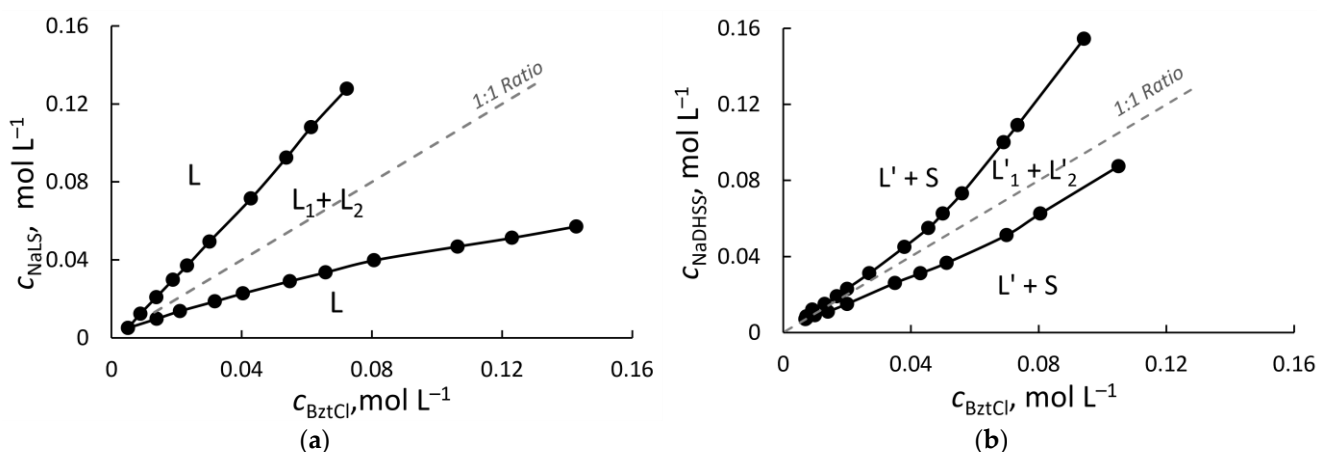 0.16
0.12
0.08
0.04
0
c_NaLS, mol L⁻¹
L
L₁+ L₂
L
1:1 Ratio
0 0.04 0.08 0.12 0.16
c_BztCl,mol L⁻¹
(a)
0.16
0.12
0.08
0.04
0.00
c_NaDHSS, mol L⁻¹
1:1 Ratio
L' + S
L'₁ + L'₂
L' + S
0 0.04 0.08 0.12 0.16
c_BztCl, mol L⁻¹
(b)